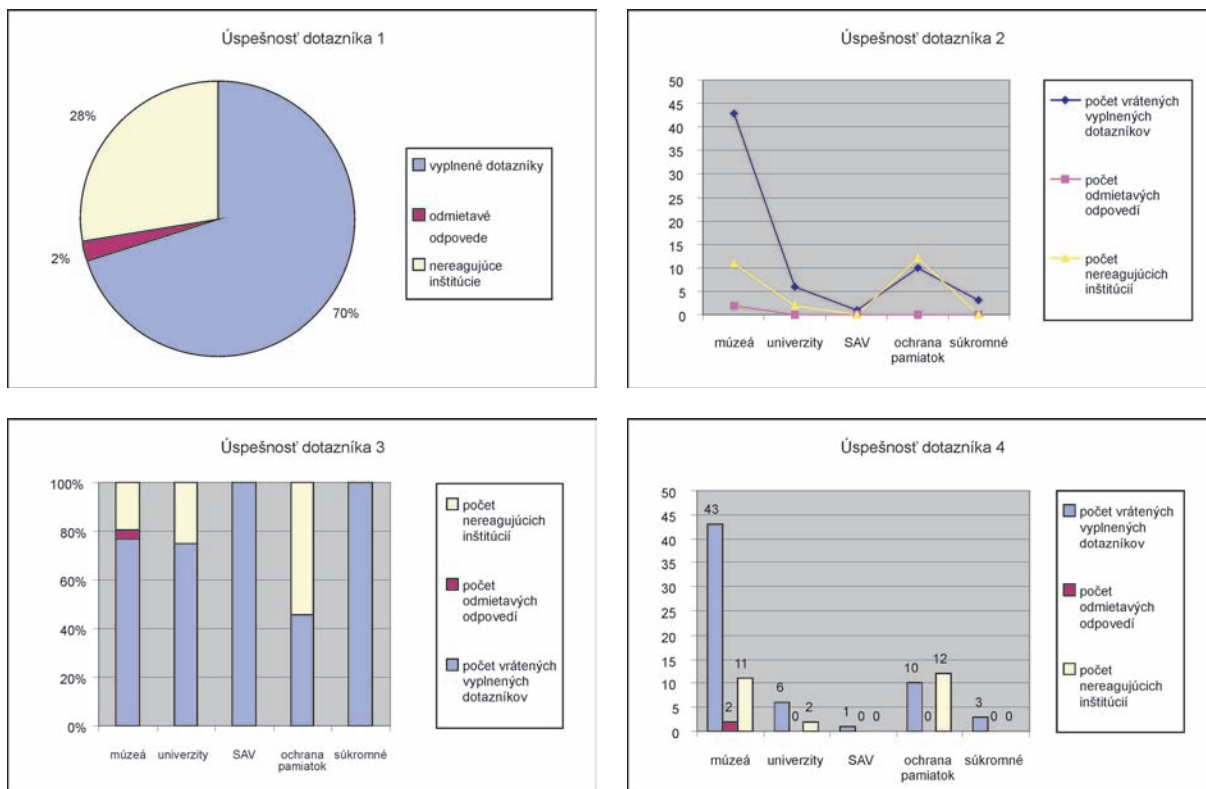 Úspešnosť dotazníka 1
28%
2%
70%
vyplnené dotazníky
odmietavé
odpovede
nereagujúce
inštitúcie
Úspešnosť dotazníka 2
50
45
40
35
30
25
20
15
10
5
0
múzeá univerzity SAV ochrana súkromné
pamiatok
počet vrátených
vyplnených
dotazníkov
počet
odmietavých
odpovedí
počet
nereagujúcich
inštitúcií
Úspešnosť dotazníka 3
100%
80%
60%
40%
20%
0%
múzeá univerzity SAV ochrana súkromné
pamiatok
počet
nereagujúcich
inštitúcií
počet
odmietavých
odpovedí
počet vrátených
vyplnených
dotazníkov
Úspešnosť dotazníka 4
50
45
40
35
30
25
20
15
10
5
0
43
2
11
6
0
2
1
0 0
10
0
12
3
0 0
múzeá univerzity SAV ochrana súkromné
pamiatok
počet vrátených
vyplnených
dotazníkov
počet
odmietavých
odpovedí
počet
nereagujúcich
inštitúcií